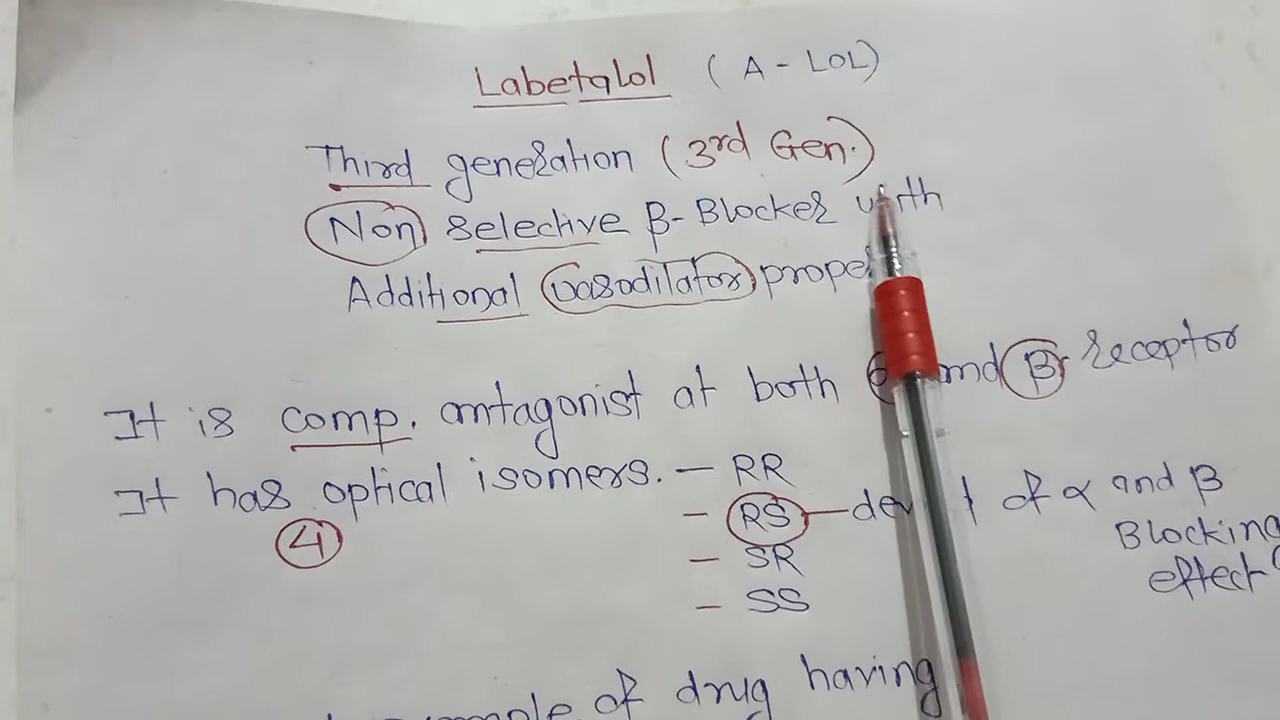 Labetalol (A - LOL)
Third generation (3rd Gen.)
Non selective β-Blocker with
Additional vasodilator
It is comp. antagonist at both and β receptor
It has optical isomers. — RR
④
— RS — of α and β
Blocking
effect
— SR
— SS
of drug having